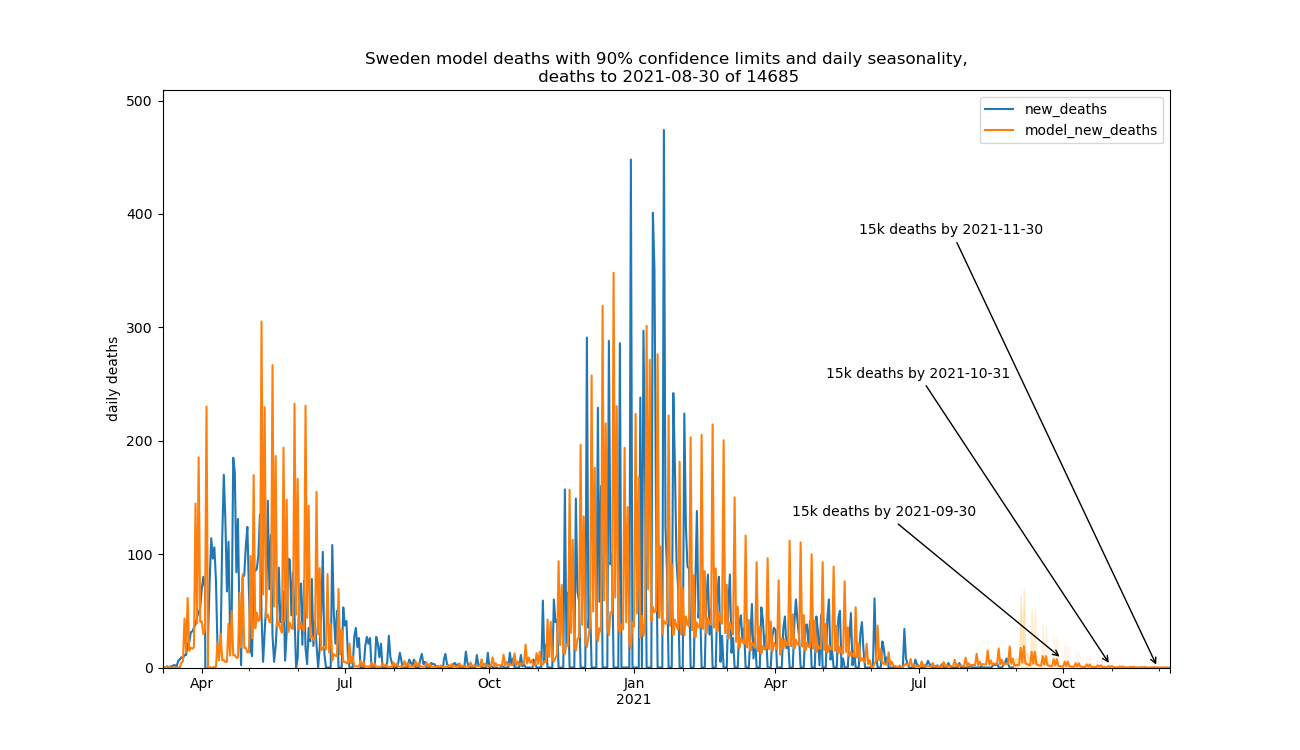 Sweden model deaths with 90% confidence limits and daily seasonality,
deaths to 2021-08-30 of 14685
500
new_deaths
model_new_deaths
400
15k deaths by 2021-11-30
300
daily deaths
15k deaths by 2021-10-31
200
15k deaths by 2021-09-30
100
0
Apr Jul Oct Jan Apr Jul Oct
2021